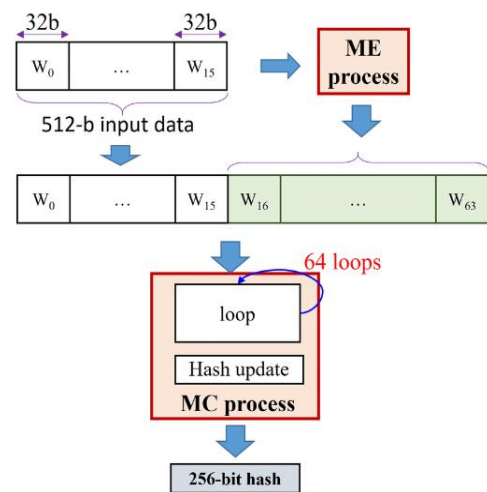 32b 32b
W₀ … W₁₅
ME
process
512-b input data
W₀ … W₁₅ W₁₆ … W₆₃
64 loops
loop
Hash update
MC process
256-bit hash